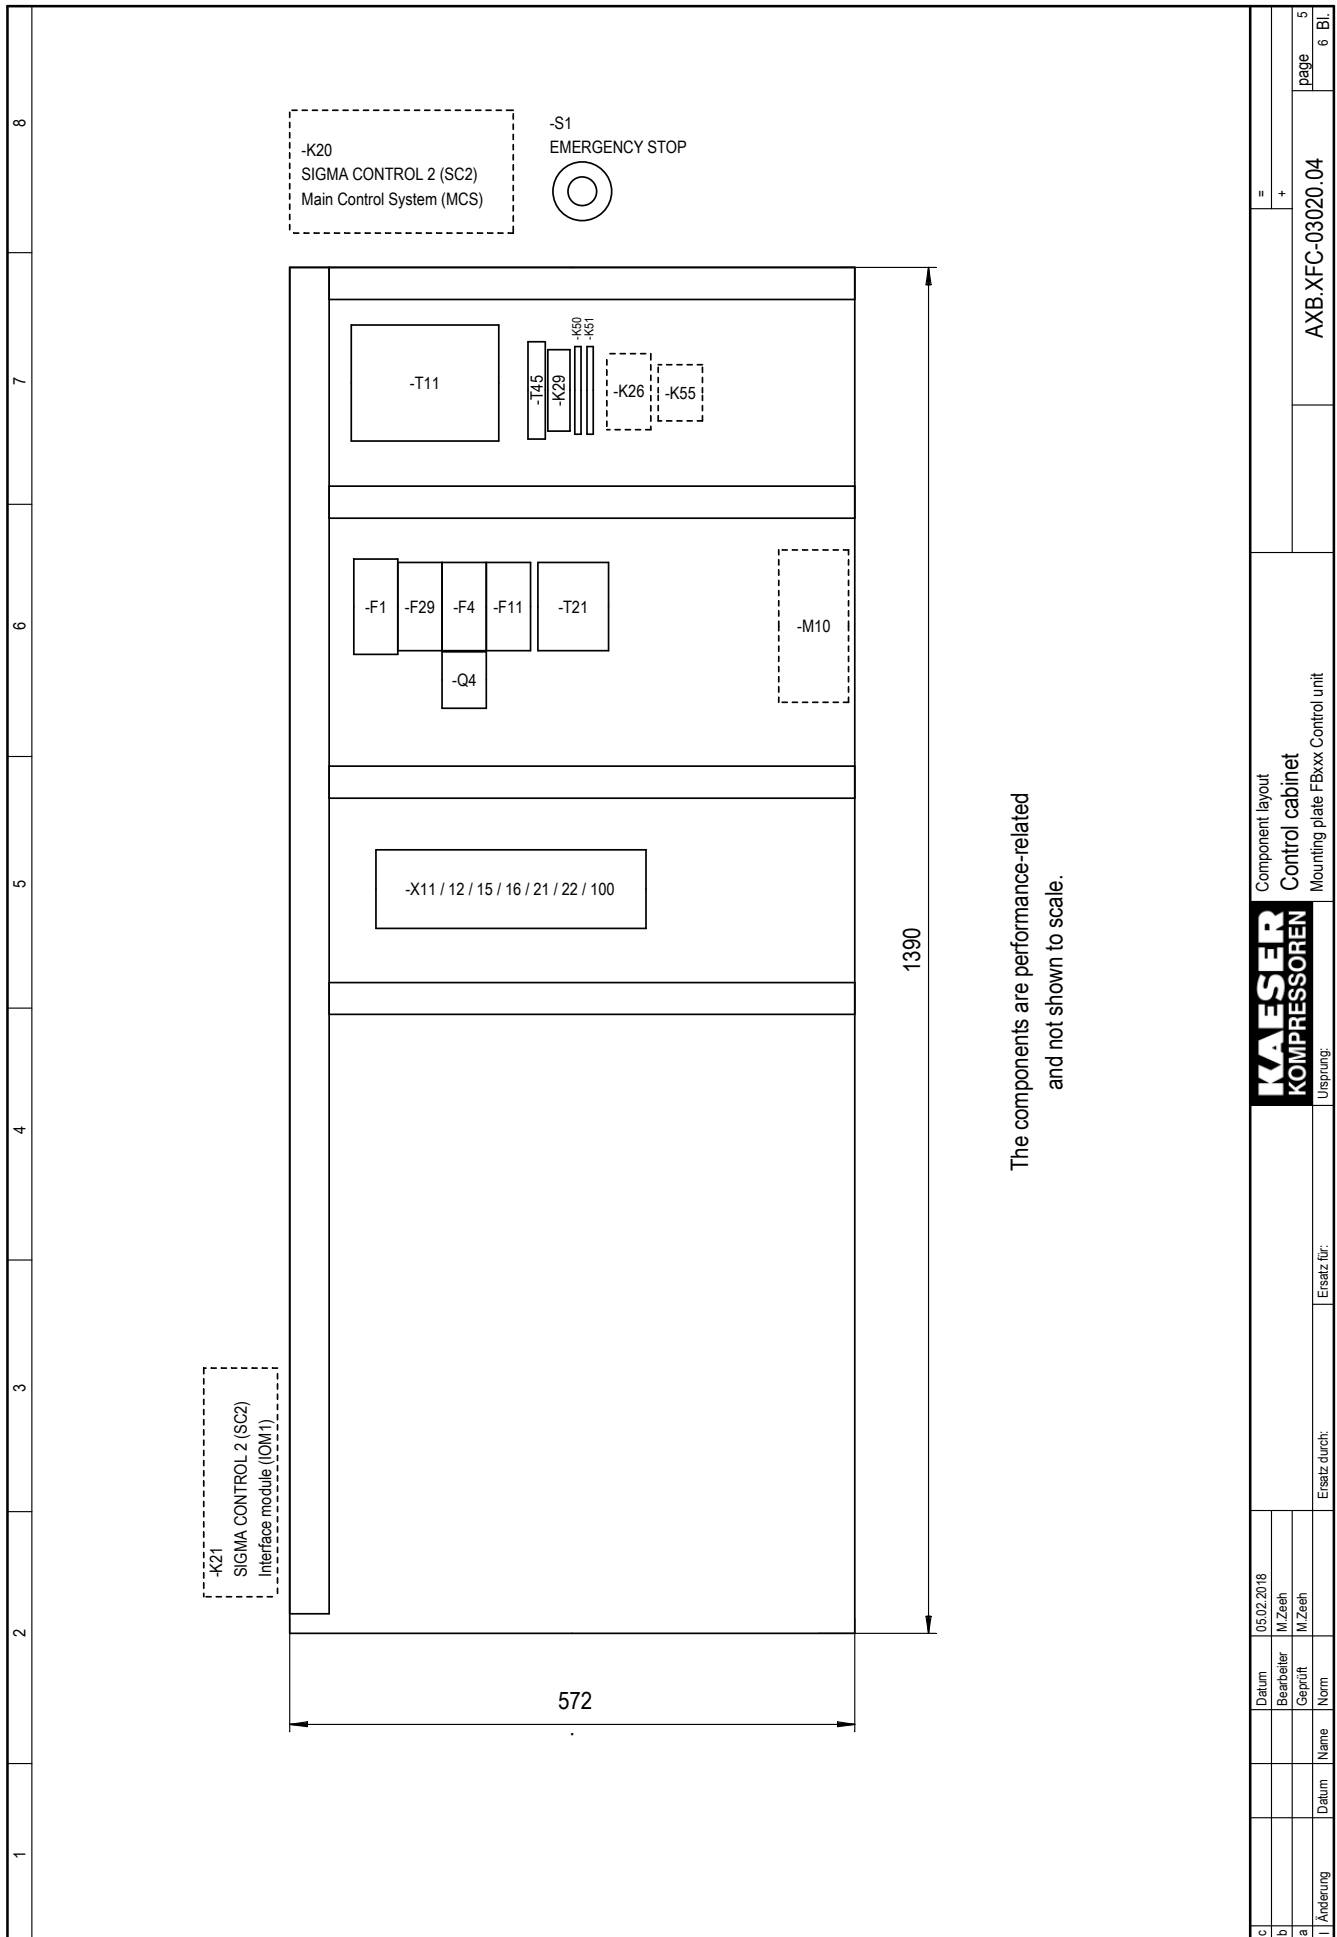 8
7
6
5
4
3
2
1
-K20
SIGMA CONTROL 2 (SC2)
Main Control System (MCS)
-S1
EMERGENCY STOP
-T11
-T45
-K29
-K50
-K51
-K26
-K55
-F1
-F29
-F4
-F11
-T21
-Q4
-M10
-X11 / 12 / 15 / 16 / 21 / 22 / 100
1390
The components are performance-related
and not shown to scale.
-K21
SIGMA CONTROL 2 (SC2)
Interface module (IOM1)
572
c
b
a
l
Änderung
Datum
Name
Datum
05.02.2018
Bearbeiter
M.Zeeh
Geprüft
M.Zeeh
Norm
Ersatz durch:
Ersatz für:
Ursprung:
KAESER
KOMPRESSOREN
Component layout
Control cabinet
Mounting plate FBxxx Control unit
=
+
AXB.XFC-03020.04
page
5
6 Bl.